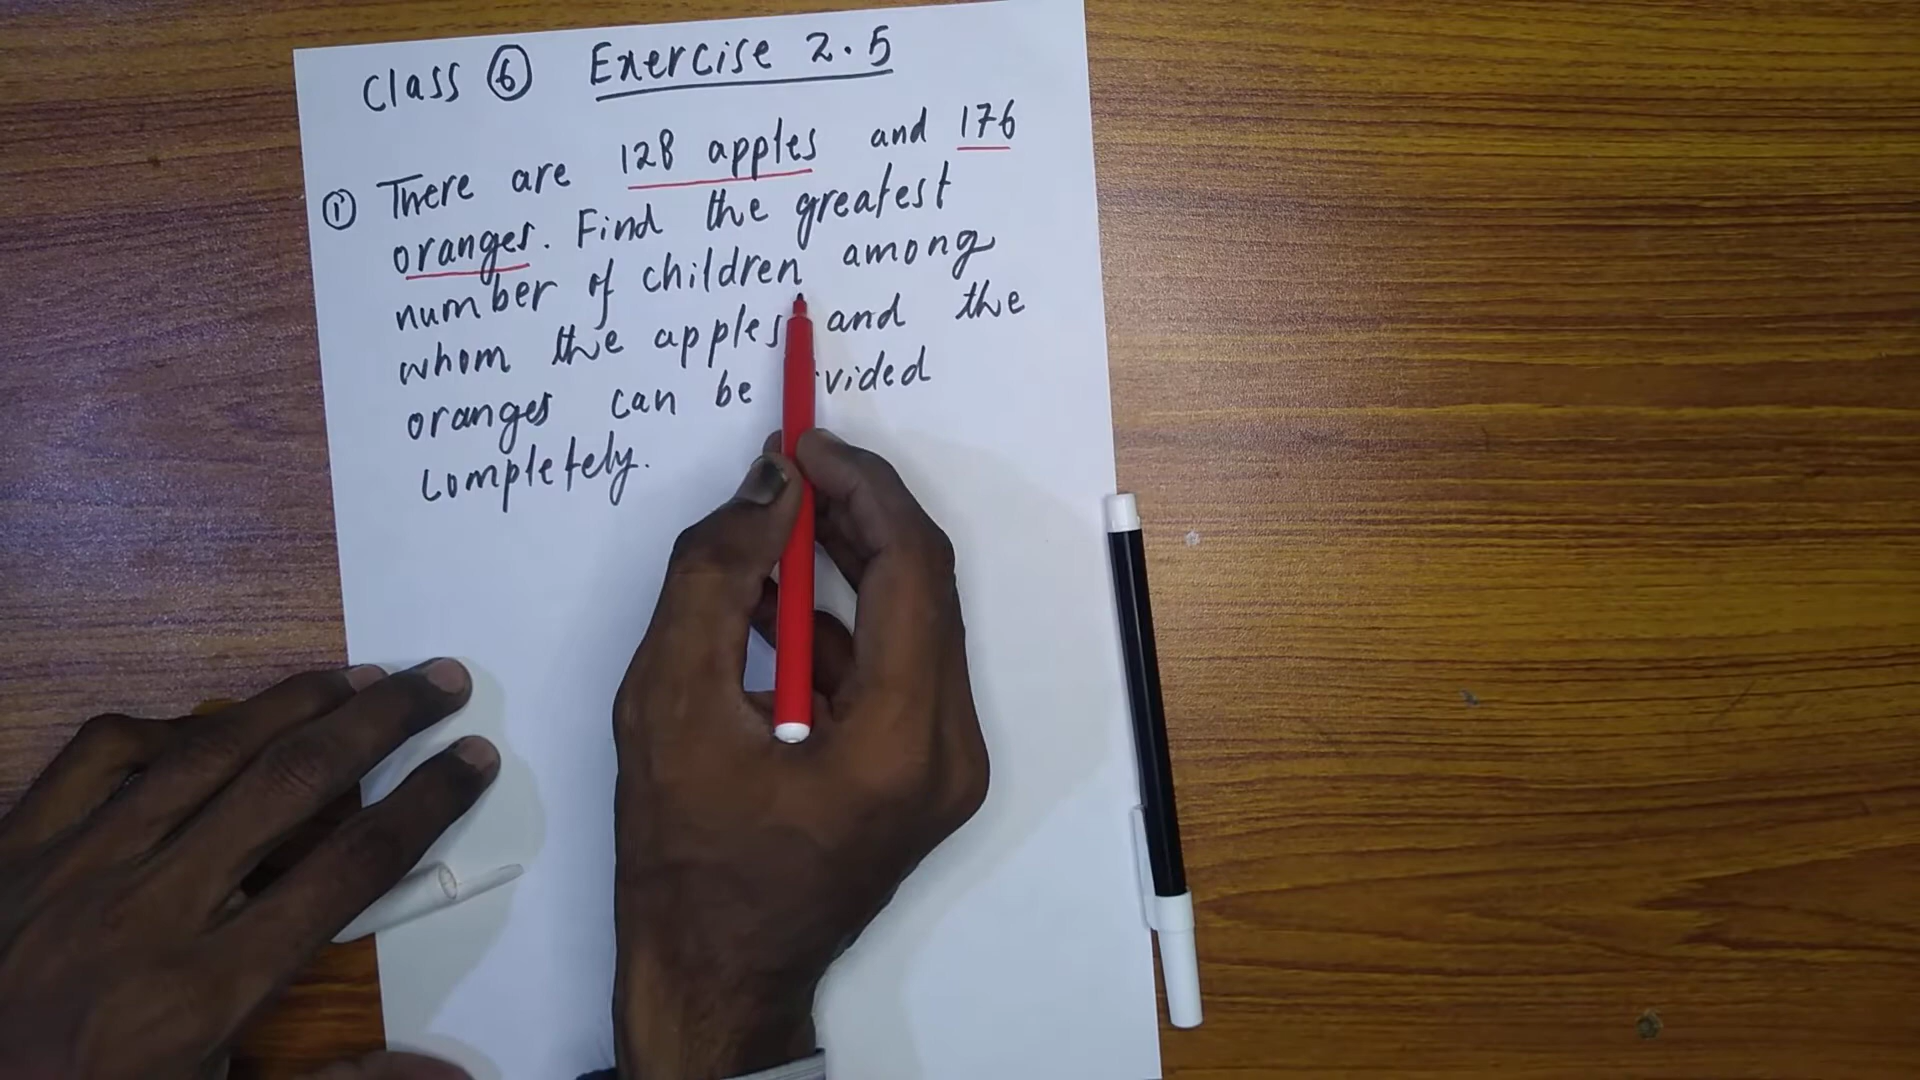 Class 6 Exercise 2.5
① There are 128 apples and 176
oranges. Find the greatest
number of children among
whom the apples and the
oranges can be vided
completely.